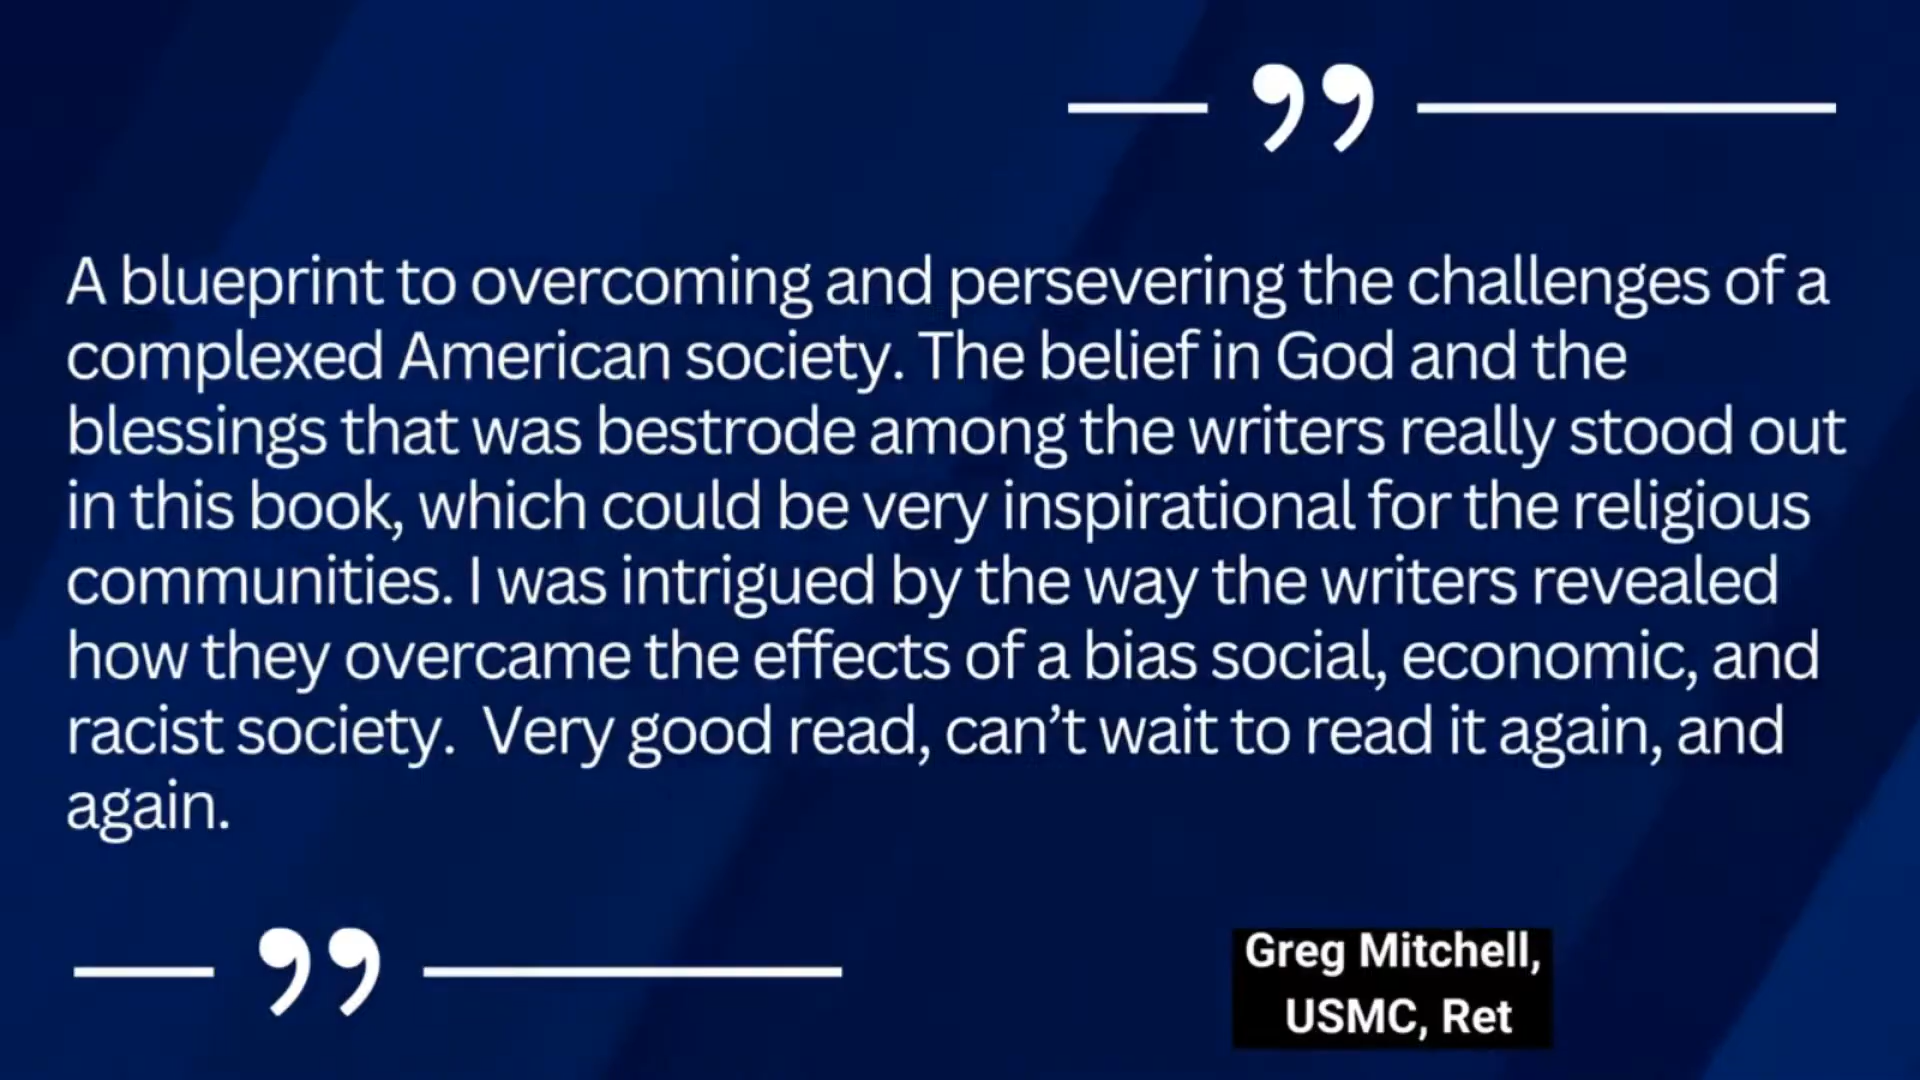 A blueprint to overcoming and persevering the challenges of a
complexed American society. The belief in God and the
blessings that was bestrode among the writers really stood out
in this book, which could be very inspirational for the religious
communities. I was intrigued by the way the writers revealed
how they overcame the effects of a bias social, economic, and
racist society.  Very good read, can’t wait to read it again, and
again.
Greg Mitchell,
USMC, Ret